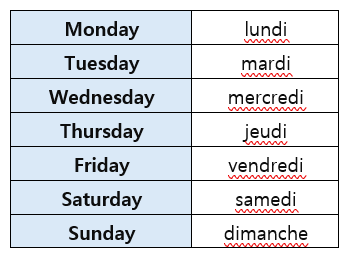 Monday lundi
Tuesday mardi
Wednesday mercredi
Thursday jeudi
Friday vendredi
Saturday samedi
Sunday dimanche